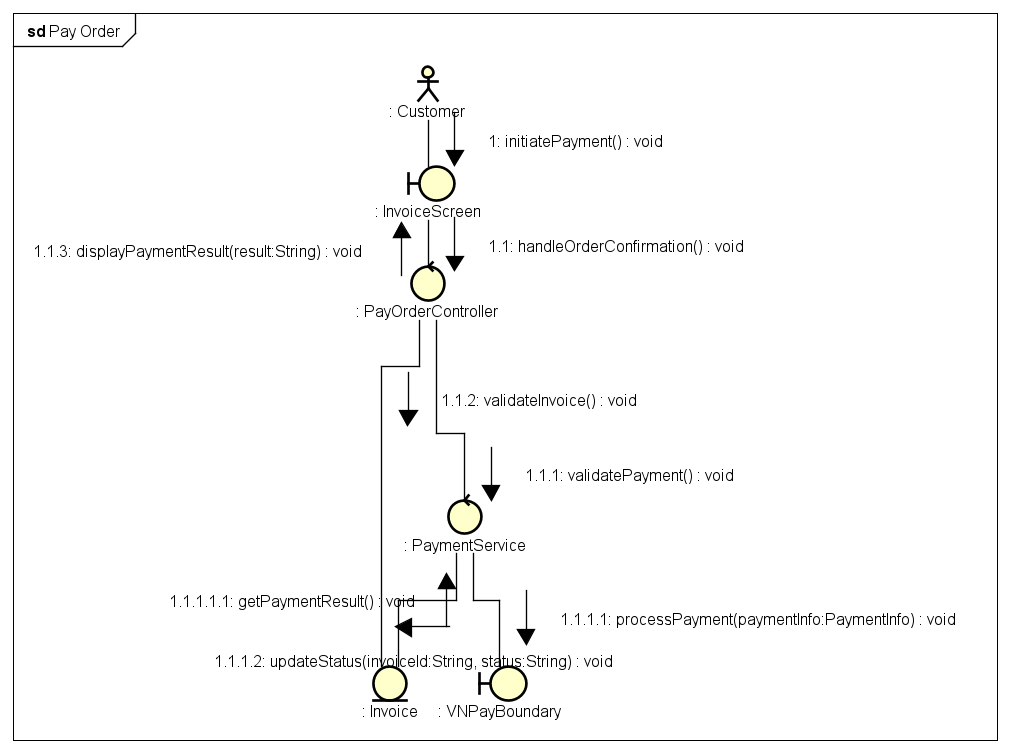 sd Pay Order
: Customer
1: initiatePayment() : void
: InvoiceScreen
1.1.3: displayPaymentResult(result:String) : void
1.1: handleOrderConfirmation() : void
: PayOrderController
1.1.2: validateInvoice() : void
1.1.1: validatePayment() : void
: PaymentService
1.1.1.1.1: getPaymentResult() : void
1.1.1.1: processPayment(paymentInfo:PaymentInfo) : void
1.1.1.2: updateStatus(invoiceId:String, status:String) : void
: Invoice
: VNPayBoundary